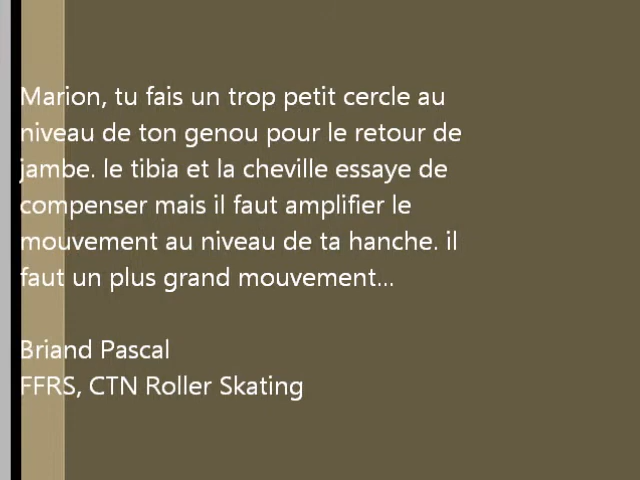 Marion, tu fais un trop petit cercle au
niveau de ton genou pour le retour de
jambe. le tibia et la cheville essaye de
compenser mais il faut amplifier le
mouvement au niveau de ta hanche. il
faut un plus grand mouvement...
Briand Pascal
FFRS, CTN Roller Skating